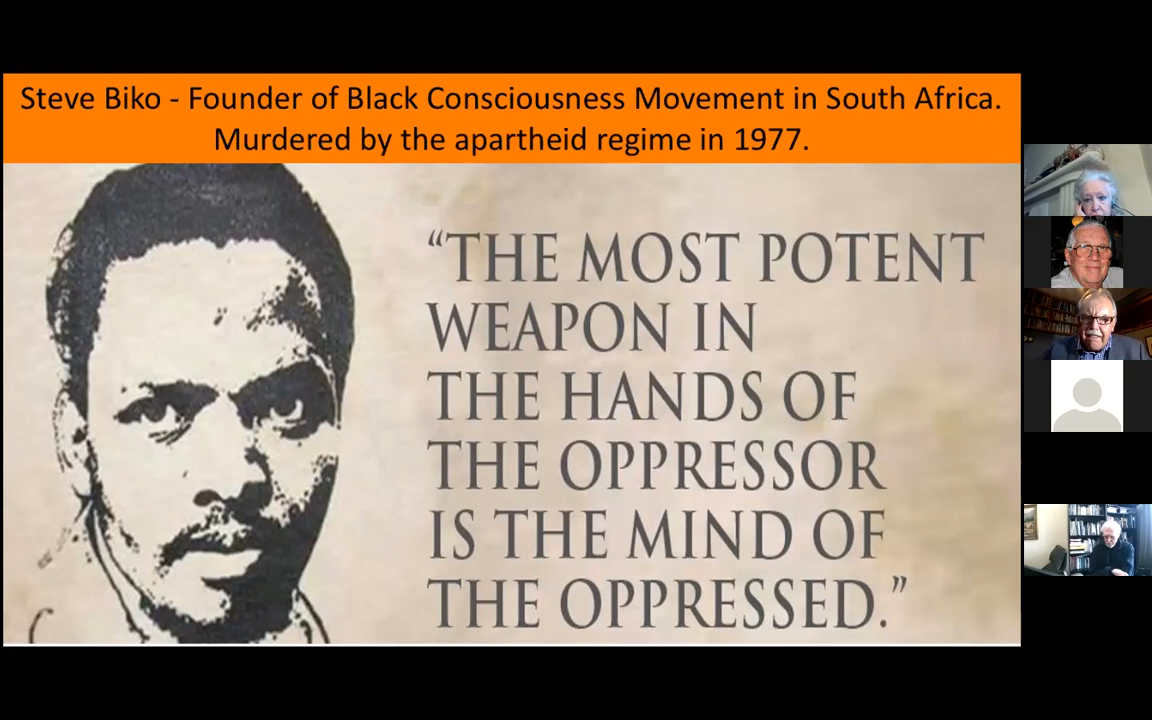 Steve Biko - Founder of Black Consciousness Movement in South Africa.
Murdered by the apartheid regime in 1977.
“THE MOST POTENT
WEAPON IN
THE HANDS OF
THE OPPRESSOR
IS THE MIND OF
THE OPPRESSED.”